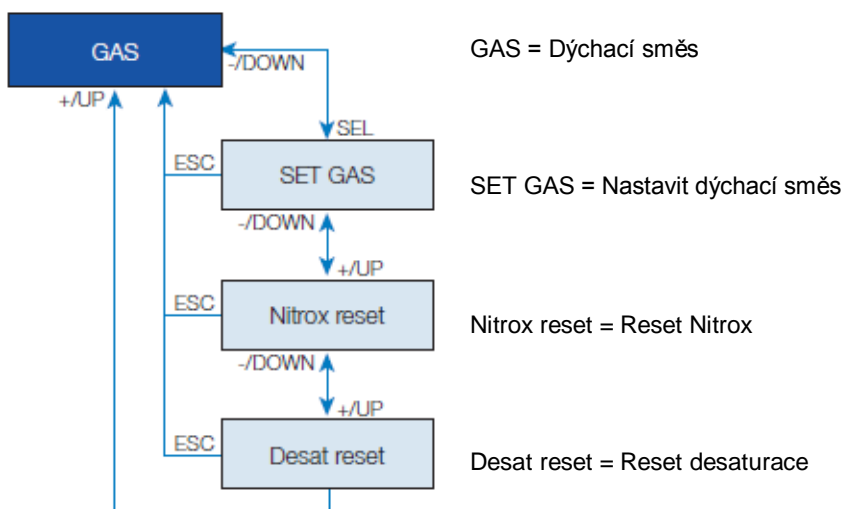 GAS
GAS = Dýchací směs
-/DOWN
+/UP
SEL
ESC
SET GAS
SET GAS = Nastavit dýchací směs
-/DOWN
+/UP
ESC
Nitrox reset
Nitrox reset = Reset Nitrox
-/DOWN
+/UP
ESC
Desat reset
Desat reset = Reset desaturace